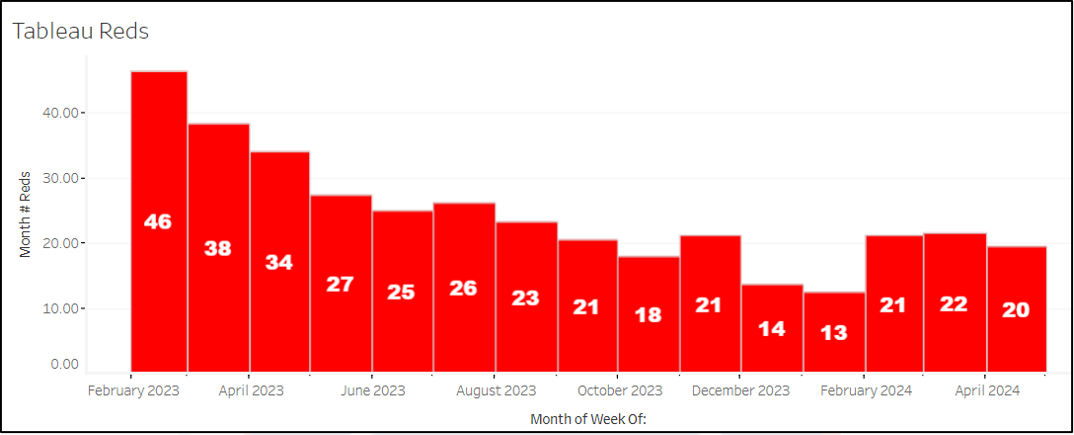 Tableau Reds
Month # Reds
40.00
30.00
20.00
10.00
0.00
46
38
34
27
25
26
23
21
18
21
14
13
21
22
20
February 2023
April 2023
June 2023
August 2023
October 2023
December 2023
February 2024
April 2024
Month of Week Of: